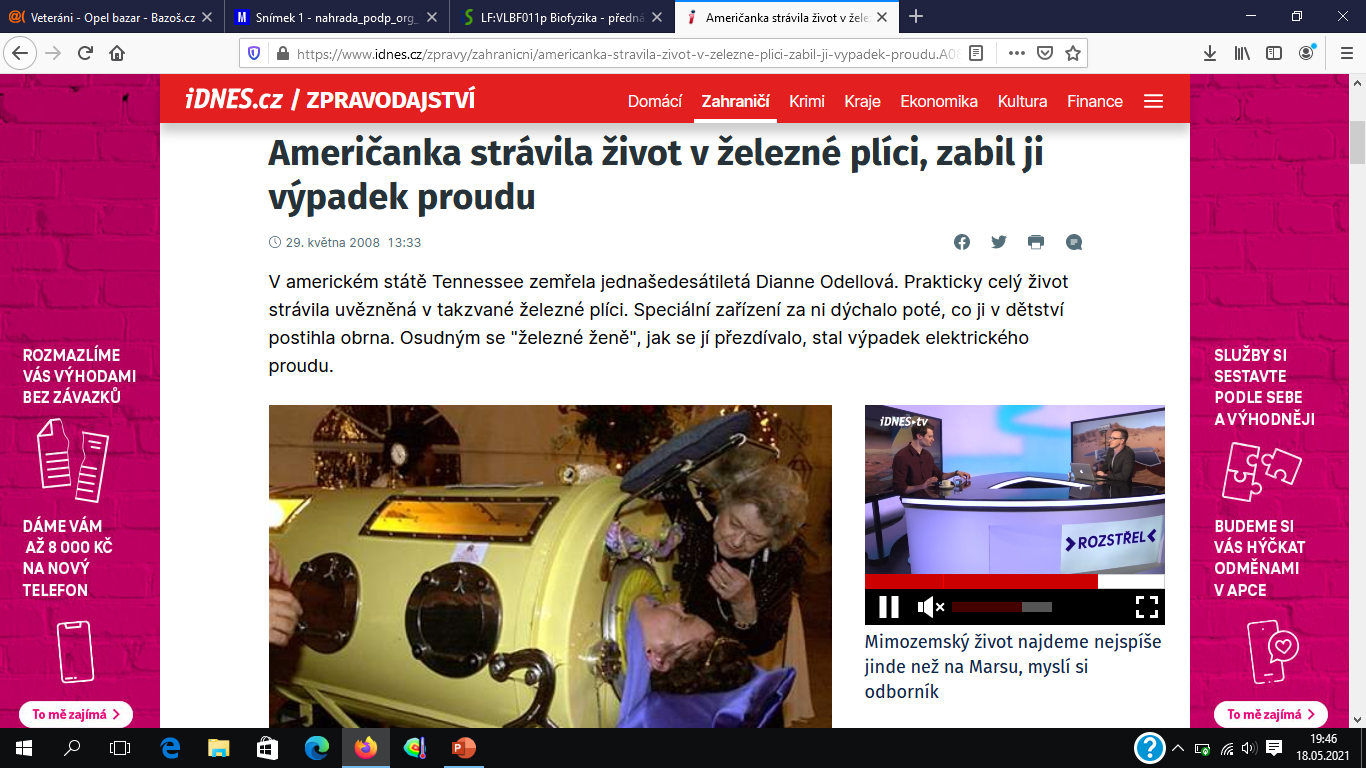 Veteráni - Opel bazar - Bazoš.cz
Snímek 1 - nahrada_podp_org_
LF:VLBF011p Biofyzika - předná
Američanka strávila život v žele
https://www.idnes.cz/zpravy/zahranicni/americanka-stravila-zivot-v-zelezne-plici-zabil-ji-vypadek-proudu.A08
iDNES.cz / ZPRAVODAJSTVÍ
Domácí Zahraničí Krimi Kraje Ekonomika Kultura Finance
Američanka strávila život v železné plíci, zabil ji
výpadek proudu
29. května 2008 13:33
V americkém státě Tennessee zemřela jednašedesátiletá Dianne Odellová. Prakticky celý život
strávila uvězněná v takzvané železné plíci. Speciální zařízení za ni dýchalo poté, co ji v dětství
postihla obrna. Osudným se "železné ženě", jak se jí přezdívalo, stal výpadek elektrického
proudu.
ROZMAZLÍME
VÁS VÝHODAMI
BEZ ZÁVAZKŮ
DÁME VÁM
AŽ 8 000 KČ
NA NOVÝ
TELEFON
To mě zajímá
iDNES tv
ROZSTŘEL
Mimozemský život najdeme nejspíše
jinde než na Marsu, myslí si
odborník
SLUŽBY SI
SESTAVTE
PODLE SEBE
A VÝHODNĚJI
BUDEME SI
VÁS HÝČKAT
ODMĚNAMI
V APCE
To mě zajímá
19:46
18.05.2021